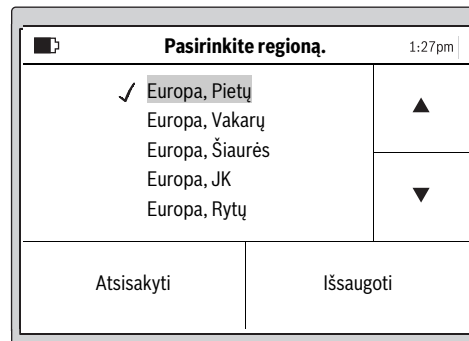 Pasirinkite regioną.
1:27pm
Europa, Pietų
Europa, Vakarų
Europa, Šiaurės
Europa, JK
Europa, Rytų
Atsisakyti
Išsaugoti